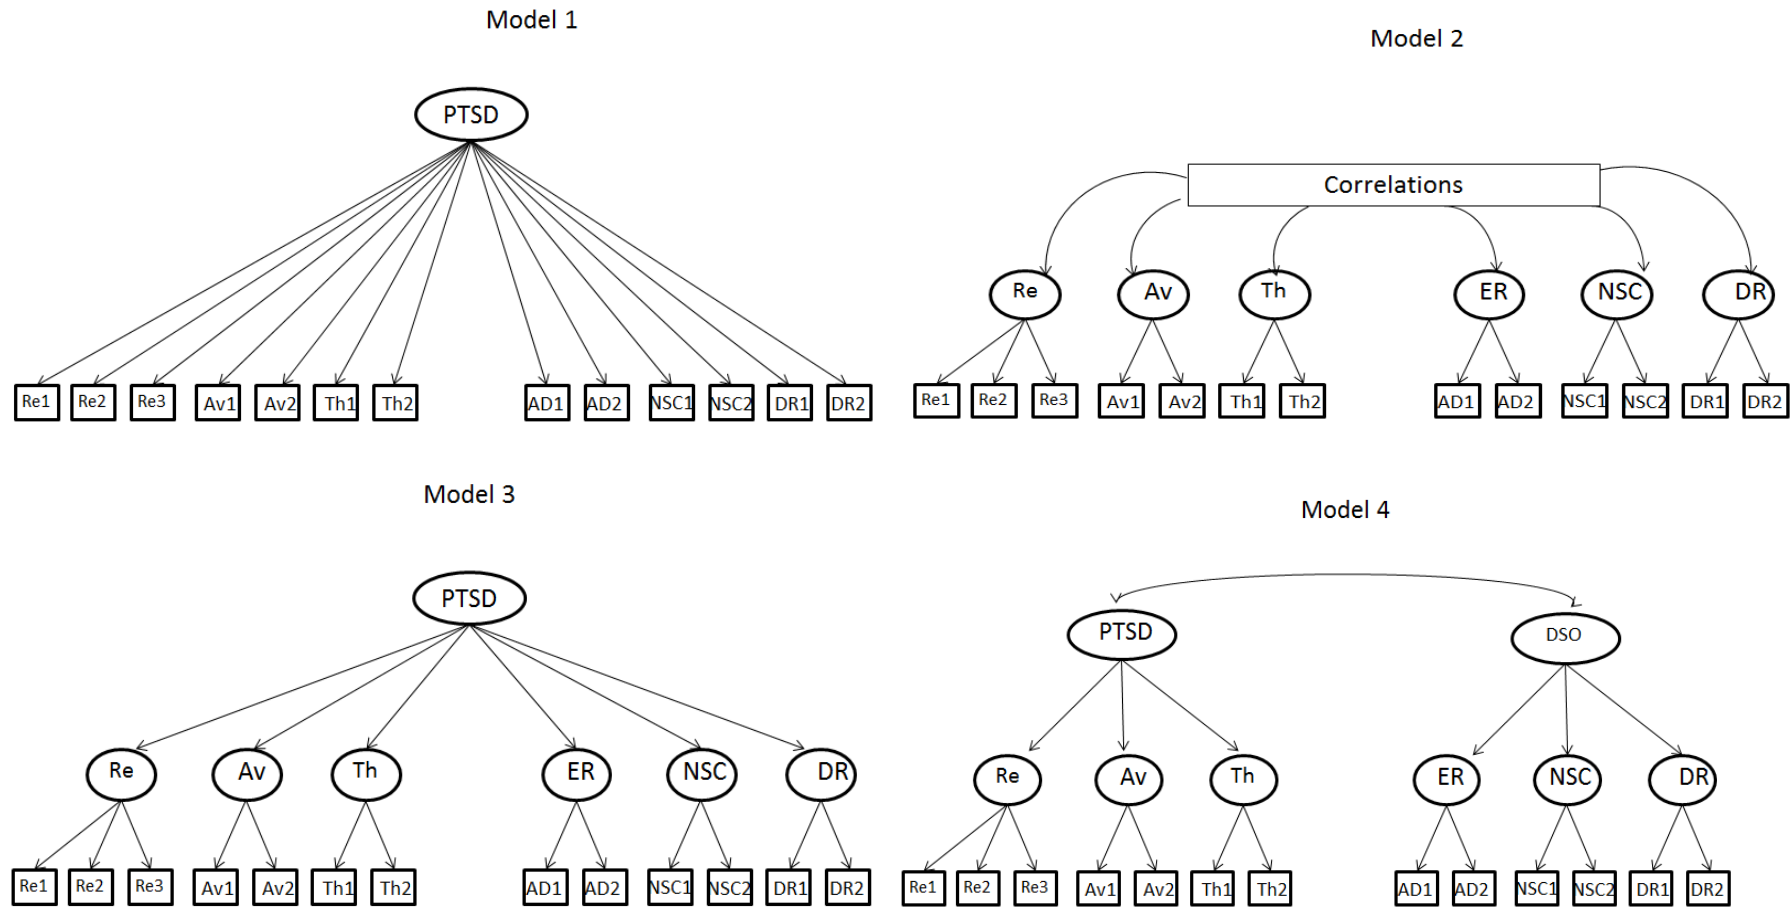 Model 1
PTSD
Re1 Re2 Re3 Av1 Av2 Th1 Th2 AD1 AD2 NSC1 NSC2 DR1 DR2
Model 2
Correlations
Re Av Th ER NSC DR
Re1 Re2 Re3 Av1 Av2 Th1 Th2 AD1 AD2 NSC1 NSC2 DR1 DR2
Model 3
PTSD
Re Av Th ER NSC DR
Re1 Re2 Re3 Av1 Av2 Th1 Th2 AD1 AD2 NSC1 NSC2 DR1 DR2
Model 4
PTSD DSO
Re Av Th ER NSC DR
Re1 Re2 Re3 Av1 Av2 Th1 Th2 AD1 AD2 NSC1 NSC2 DR1 DR2